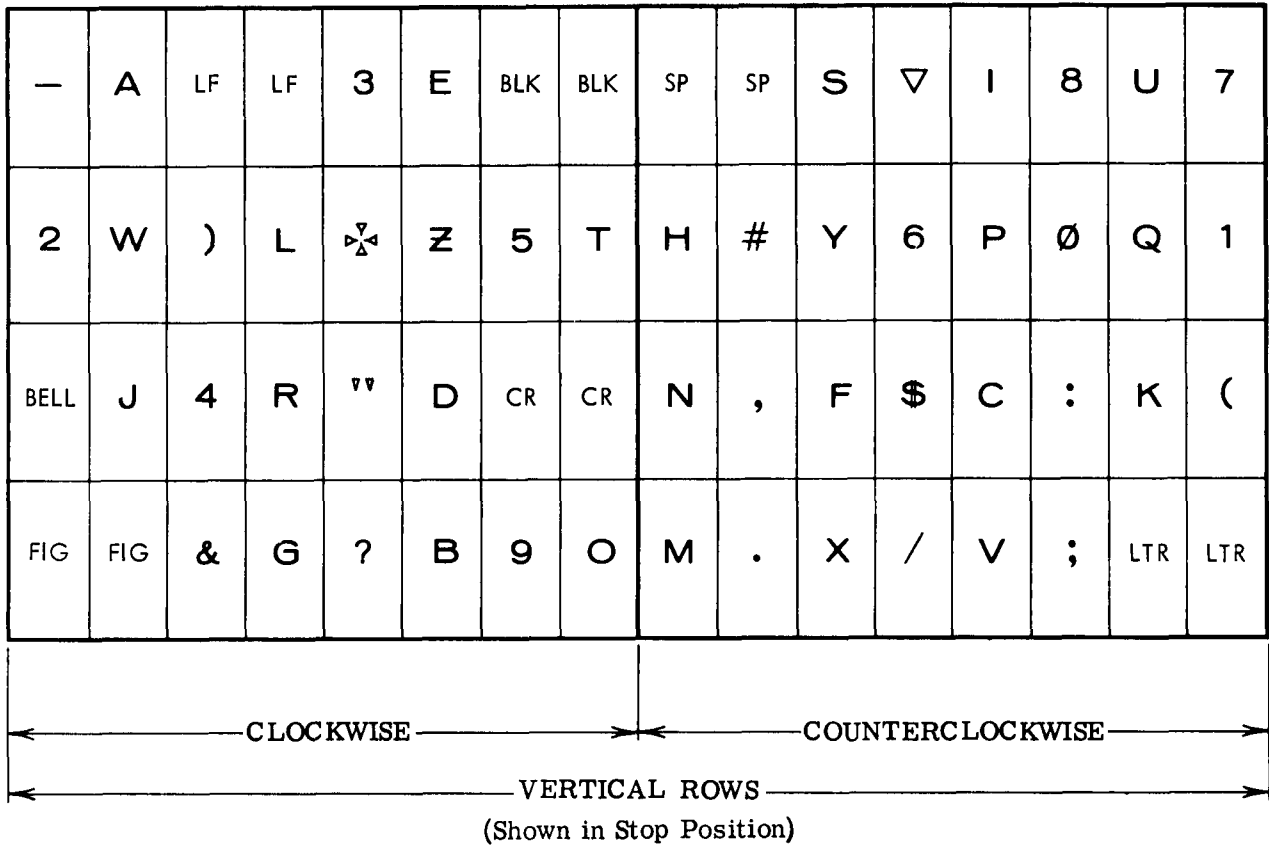 — A LF LF 3 E BLK BLK SP SP S ▽ I 8 U 7
2 W ) L Ƶ 5 T H # Y 6 P Ø Q 1
BELL J 4 R " D CR CR N , F $ C : K (
FIG FIG & G ? B 9 O M . X / V ; LTR LTR
CLOCKWISE COUNTERCLOCKWISE
VERTICAL ROWS
(Shown in Stop Position)